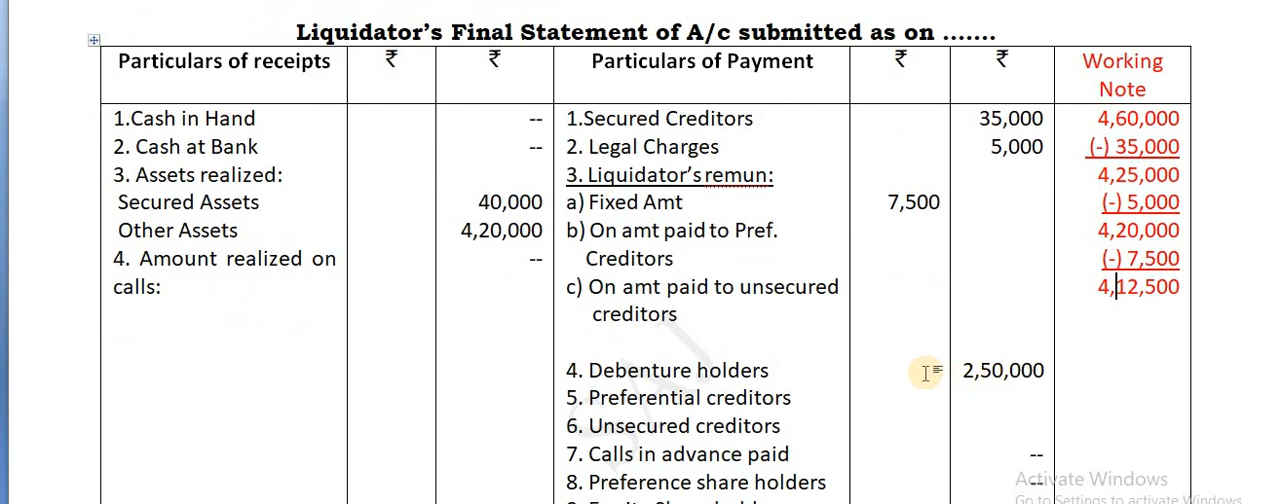 Liquidator's Final Statement of A/c submitted as on .......
Particulars of receipts ₹ ₹ Particulars of Payment ₹ ₹ Working Note
1.Cash in Hand -- 1.Secured Creditors 35,000 4,60,000
2. Cash at Bank -- 2. Legal Charges 5,000 (-) 35,000
3. Assets realized: 3. Liquidator's remun: 4,25,000
Secured Assets 40,000 a) Fixed Amt 7,500 (-) 5,000
Other Assets 4,20,000 b) On amt paid to Pref. 4,20,000
4. Amount realized on -- Creditors (-) 7,500
calls: c) On amt paid to unsecured 4,12,500
creditors
4. Debenture holders 2,50,000
5. Preferential creditors
6. Unsecured creditors
7. Calls in advance paid --
8. Preference share holders --
SAJ
Activate Windows
Go to Settings to activate Windows